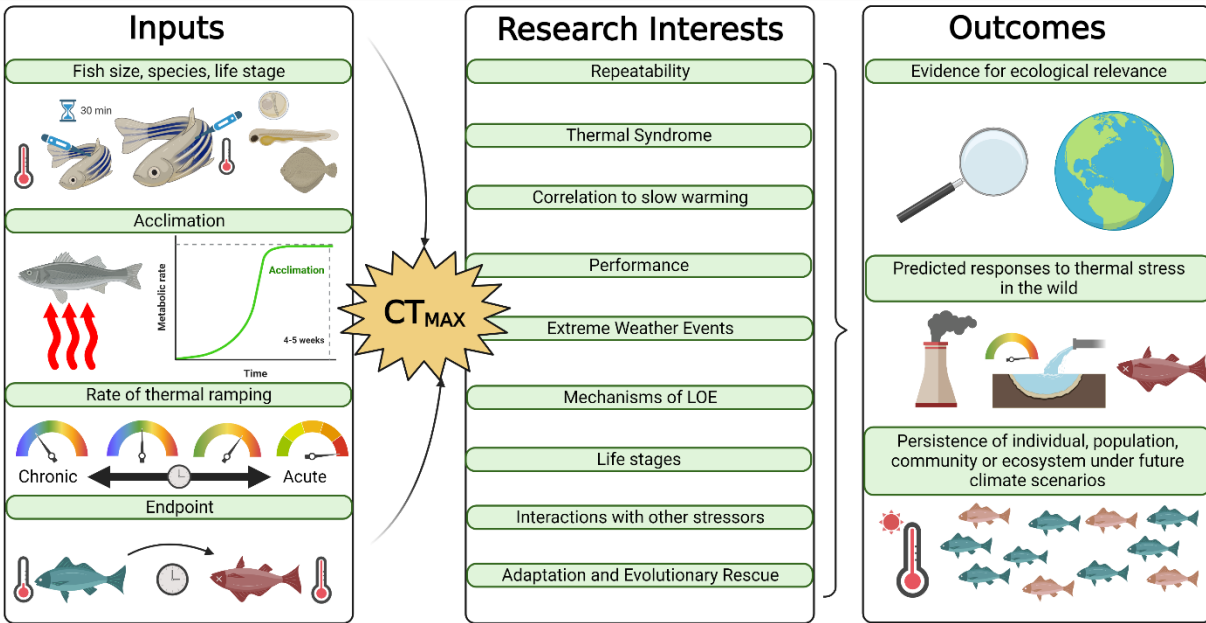 Inputs
Fish size, species, life stage
30 min
Acclimation
Metabolic rate
Acclimation
4-5 weeks
Time
Rate of thermal ramping
Chronic
Acute
Endpoint
CTMAX
Research Interests
Repeatability
Thermal Syndrome
Correlation to slow warming
Performance
Extreme Weather Events
Mechanisms of LOE
Life stages
Interactions with other stressors
Adaptation and Evolutionary Rescue
Outcomes
Evidence for ecological relevance
Predicted responses to thermal stress
in the wild
Persistence of individual, population,
community or ecosystem under future
climate scenarios